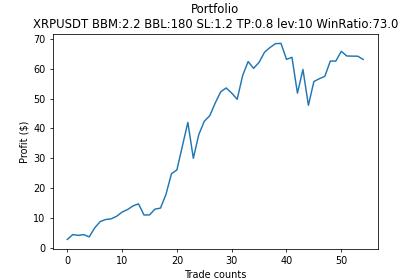 Portfolio
XRPUSDT BBM:2.2 BBL:180 SL:1.2 TP:0.8 lev:10 WinRatio:73.0
70
60
50
40
30
20
10
0
Profit ($)
0 10 20 30 40 50
Trade counts